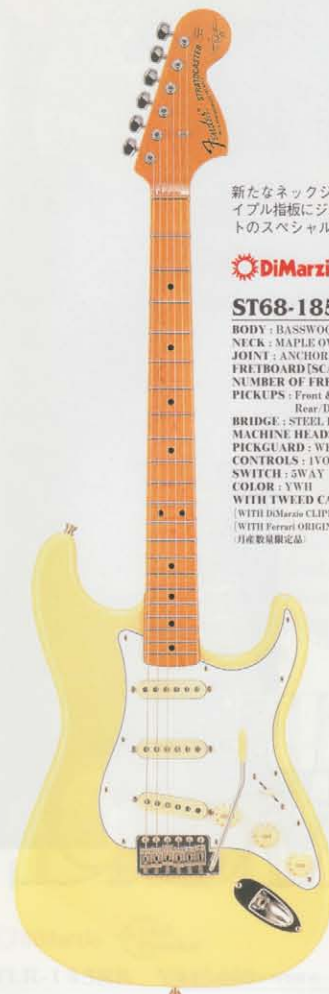 Fender STRATOCASTER
新たなネックシ
イプル指板にジ
トのスペシャル
DiMarzi
ST68-185
BODY : BASSWOO
NECK : MAPLE OV
JOINT : ANCHOR
FRETBOARD [SCA
NUMBER OF FRE
PICKUPS : Front &
Rear/D
BRIDGE : STEEL
MACHINE HEAD
PICKGUARD : WH
CONTROLS : 1VO
SWITCH : 5WAY
COLOR : YWH
WITH TWEED CA
[WITH DiMarzio CLIP
[WITH Ferrari ORIGIN
(月産数量限定品)